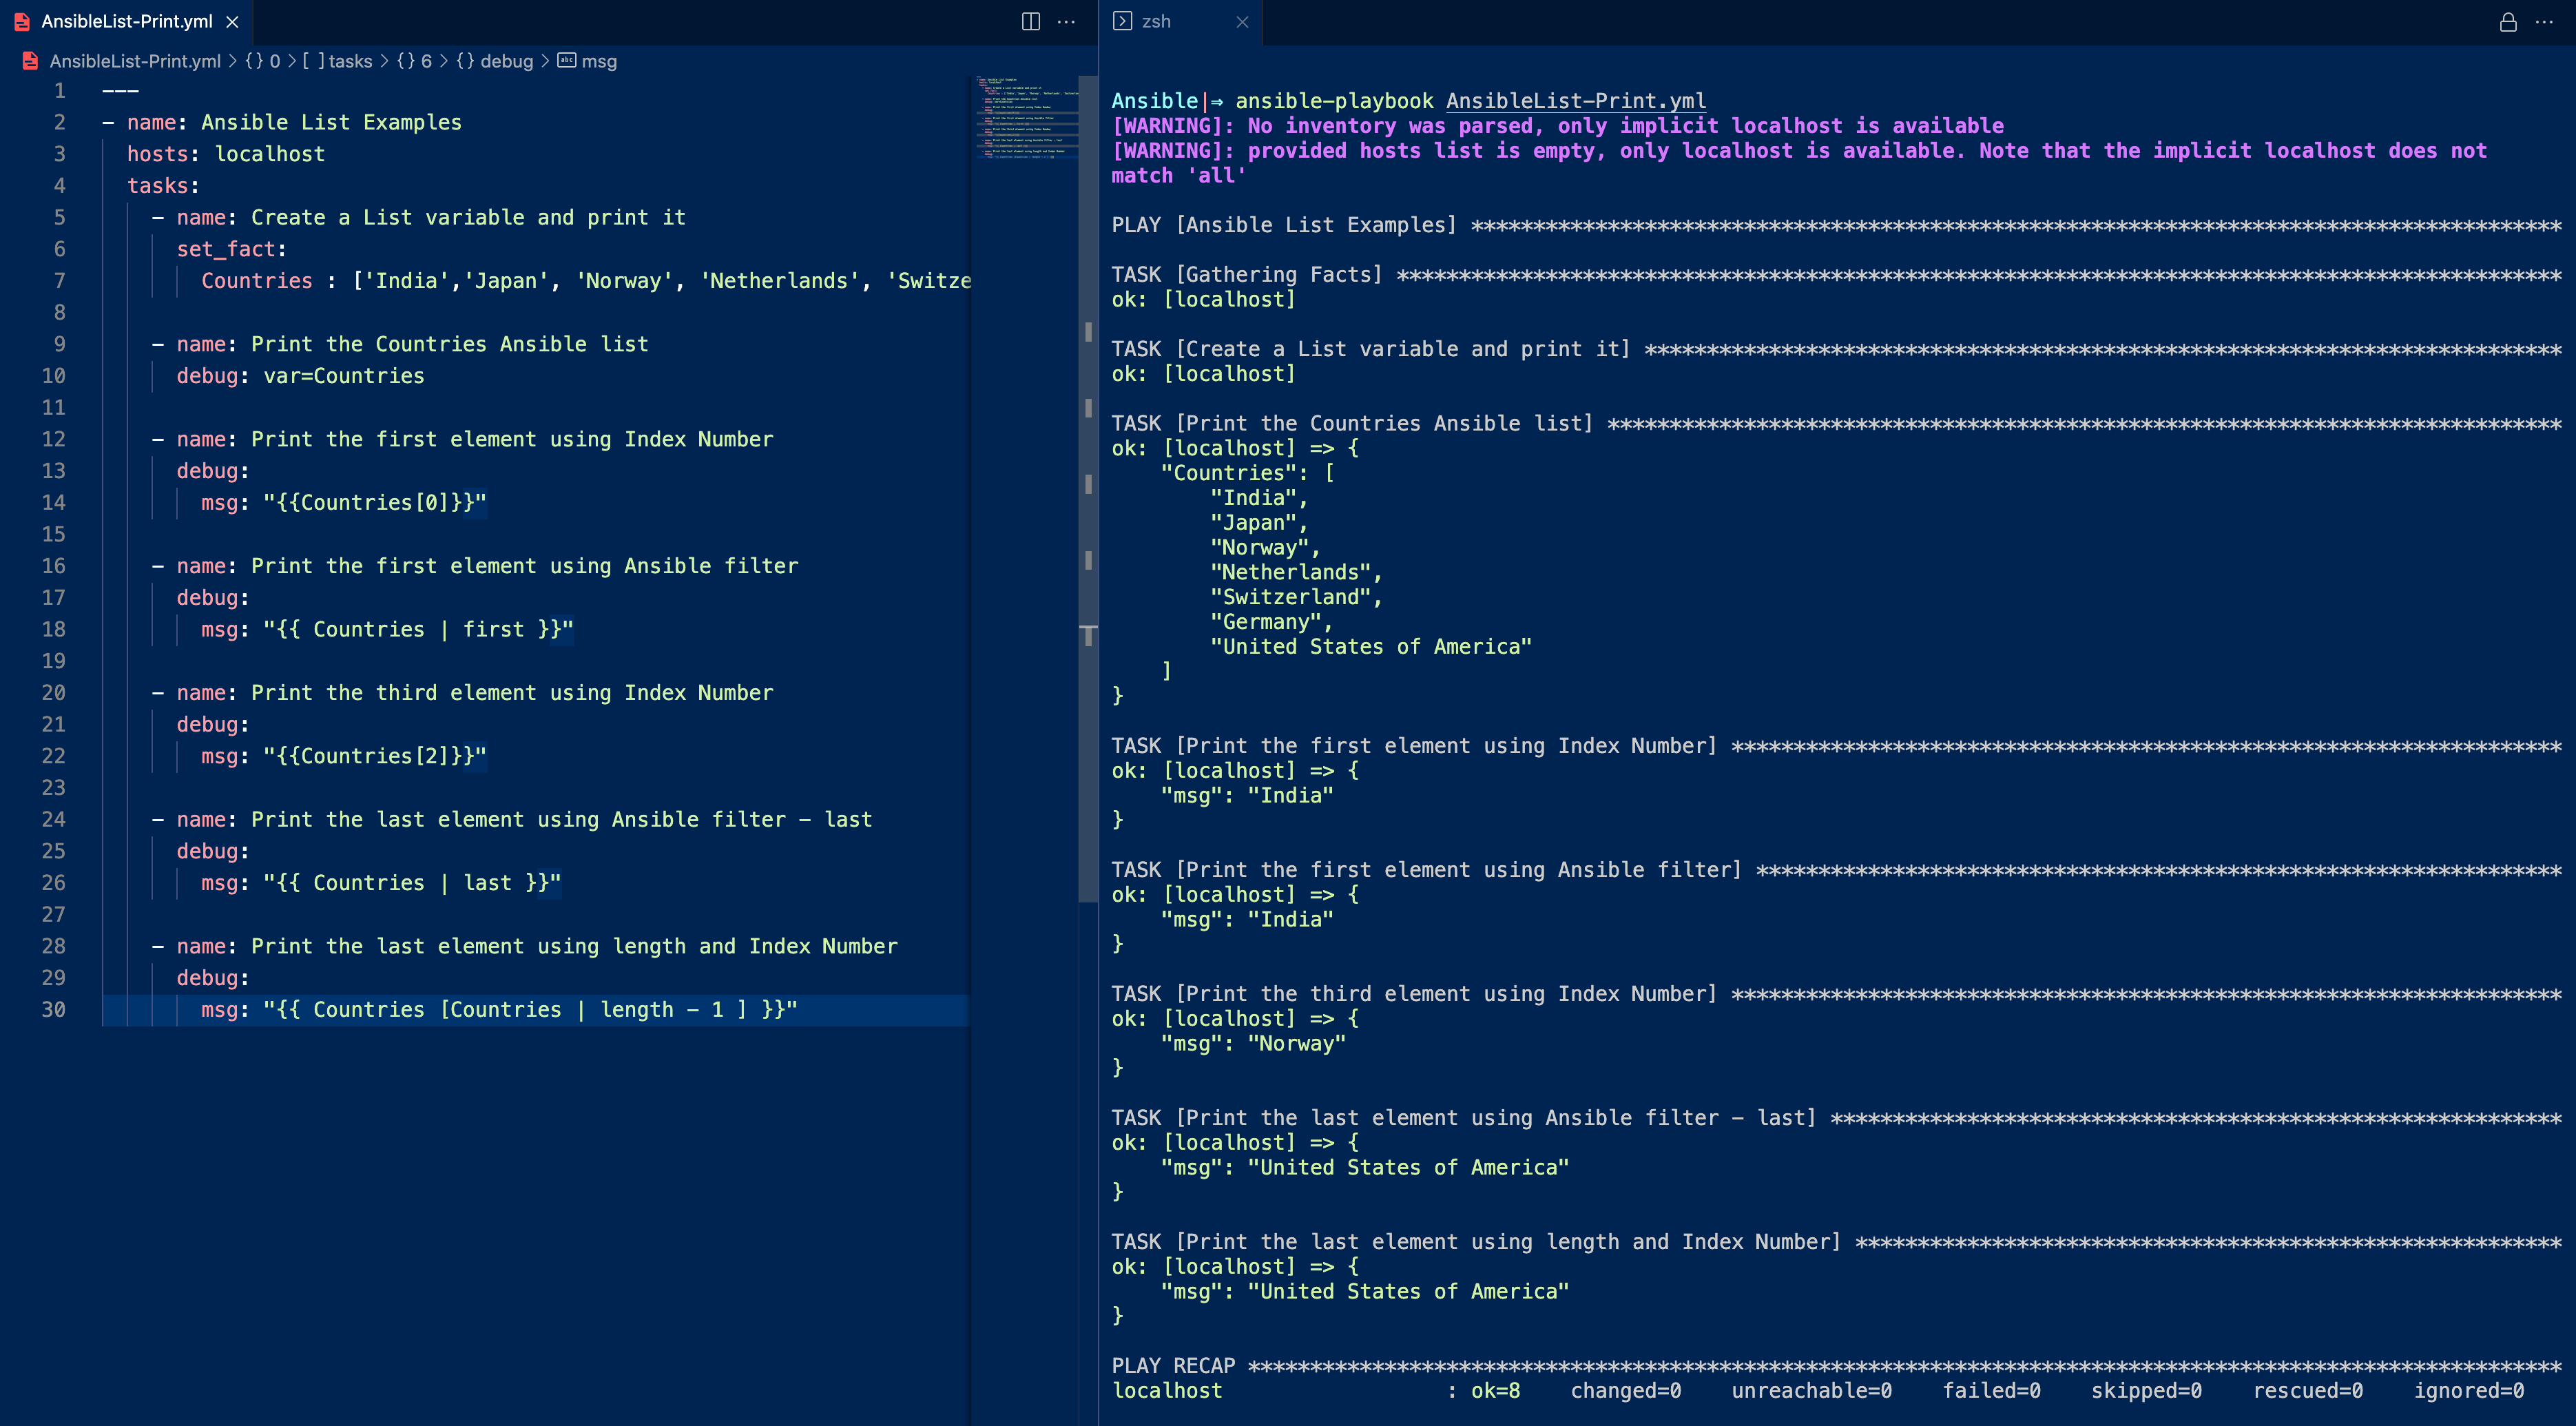 AnsibleList-Print.yml
AnsibleList-Print.yml > {} 0 > [ ] tasks > {} 6 > {} debug > abc msg
1 ---
2 - name: Ansible List Examples
3 hosts: localhost
4 tasks:
5 - name: Create a List variable and print it
6 set_fact:
7 Countries : ['India','Japan', 'Norway', 'Netherlands', 'Switze
8
9 - name: Print the Countries Ansible list
10 debug: var=Countries
11
12 - name: Print the first element using Index Number
13 debug:
14 msg: "{{Countries[0]}}"
15
16 - name: Print the first element using Ansible filter
17 debug:
18 msg: "{{ Countries | first }}"
19
20 - name: Print the third element using Index Number
21 debug:
22 msg: "{{Countries[2]}}"
23
24 - name: Print the last element using Ansible filter - last
25 debug:
26 msg: "{{ Countries | last }}"
27
28 - name: Print the last element using length and Index Number
29 debug:
30 msg: "{{ Countries [Countries | length - 1 ] }}"
zsh
Ansible|⇒ ansible-playbook AnsibleList-Print.yml
[WARNING]: No inventory was parsed, only implicit localhost is available
[WARNING]: provided hosts list is empty, only localhost is available. Note that the implicit localhost does not
match 'all'
PLAY [Ansible List Examples] ****************************************************************************************
TASK [Gathering Facts] **********************************************************************************************
ok: [localhost]
TASK [Create a List variable and print it] **************************************************************************
ok: [localhost]
TASK [Print the Countries Ansible list] *****************************************************************************
ok: [localhost] => {
"Countries": [
"India",
"Japan",
"Norway",
"Netherlands",
"Switzerland",
"Germany",
"United States of America"
]
}
TASK [Print the first element using Index Number] *******************************************************************
ok: [localhost] => {
"msg": "India"
}
TASK [Print the first element using Ansible filter] *****************************************************************
ok: [localhost] => {
"msg": "India"
}
TASK [Print the third element using Index Number] *******************************************************************
ok: [localhost] => {
"msg": "Norway"
}
TASK [Print the last element using Ansible filter - last] ***********************************************************
ok: [localhost] => {
"msg": "United States of America"
}
TASK [Print the last element using length and Index Number] *********************************************************
ok: [localhost] => {
"msg": "United States of America"
}
PLAY RECAP **********************************************************************************************************
localhost : ok=8 changed=0 unreachable=0 failed=0 skipped=0 rescued=0 ignored=0